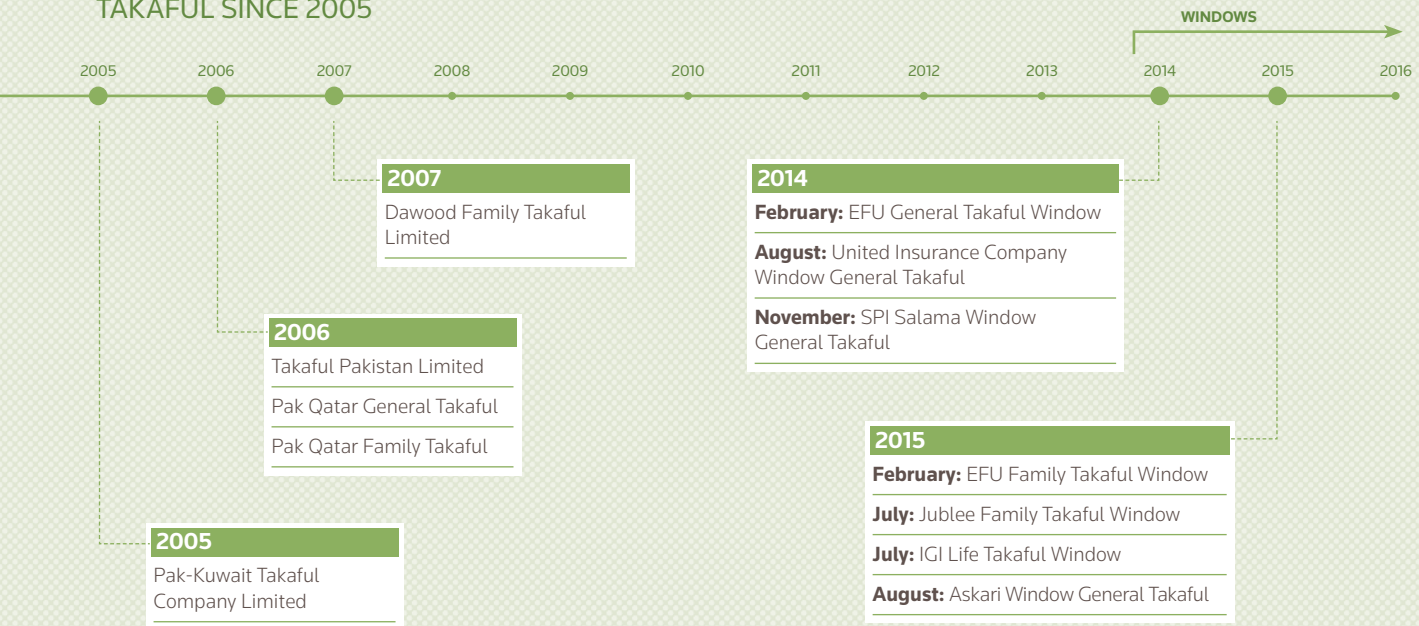 TAKAFUL SINCE 2005
WINDOWS
2005 2006 2007 2008 2009 2010 2011 2012 2013 2014 2015 2016
2007
Dawood Family Takaful
Limited
2014
February: EFU General Takaful Window
August: United Insurance Company
Window General Takaful
November: SPI Salama Window
General Takaful
2006
Takaful Pakistan Limited
Pak Qatar General Takaful
Pak Qatar Family Takaful
2015
February: EFU Family Takaful Window
July: Jublee Family Takaful Window
July: IGI Life Takaful Window
August: Askari Window General Takaful
2005
Pak-Kuwait Takaful
Company Limited